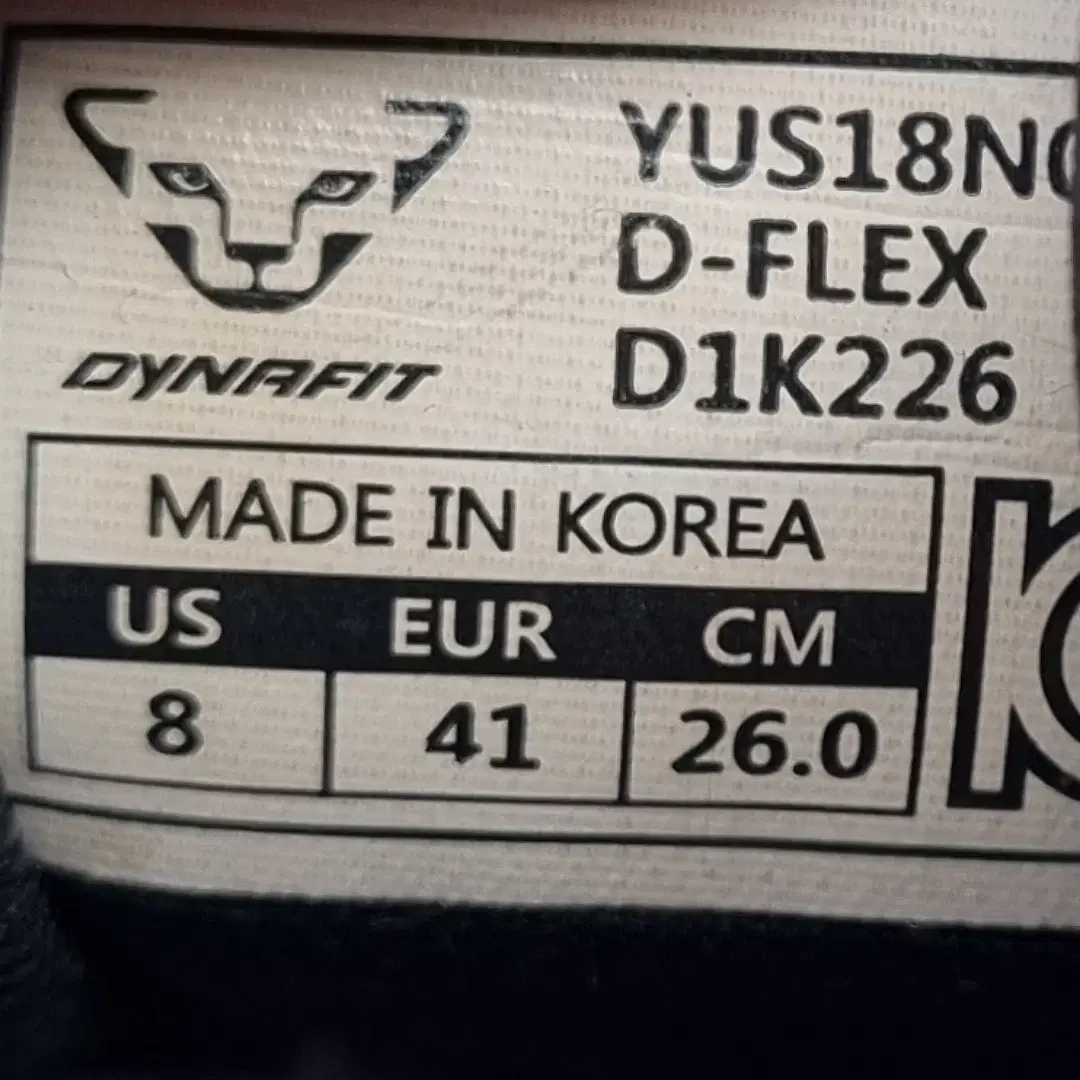 YUS18N
D-FLEX
D1K226
DYNAFIT
MADE IN KOREA
US EUR CM
8 41 26.0